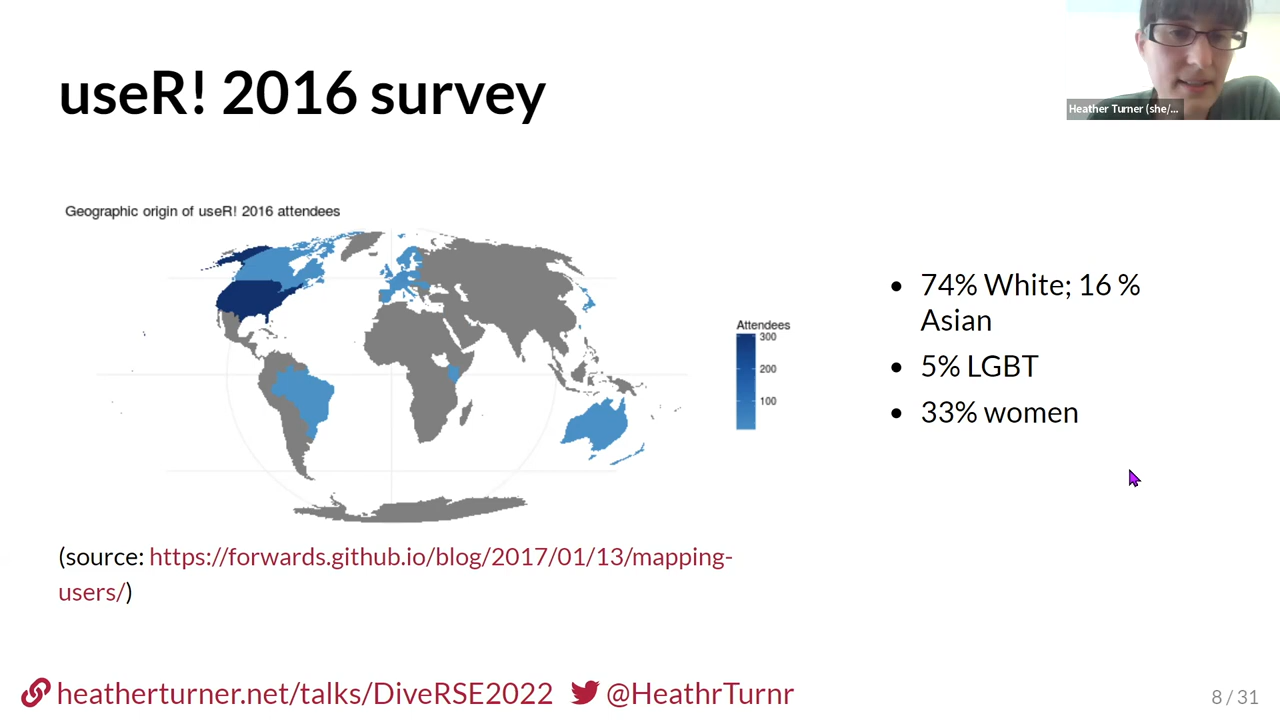 useR! 2016 survey
Heather Turner (she/...
Geographic origin of useR! 2016 attendees
Attendees
300
200
100
• 74% White; 16 %
Asian
• 5% LGBT
• 33% women
(source: https://forwards.github.io/blog/2017/01/13/mapping-
users/)
heatherturner.net/talks/DiveRSE2022 @HeathrTurnr
8 / 31